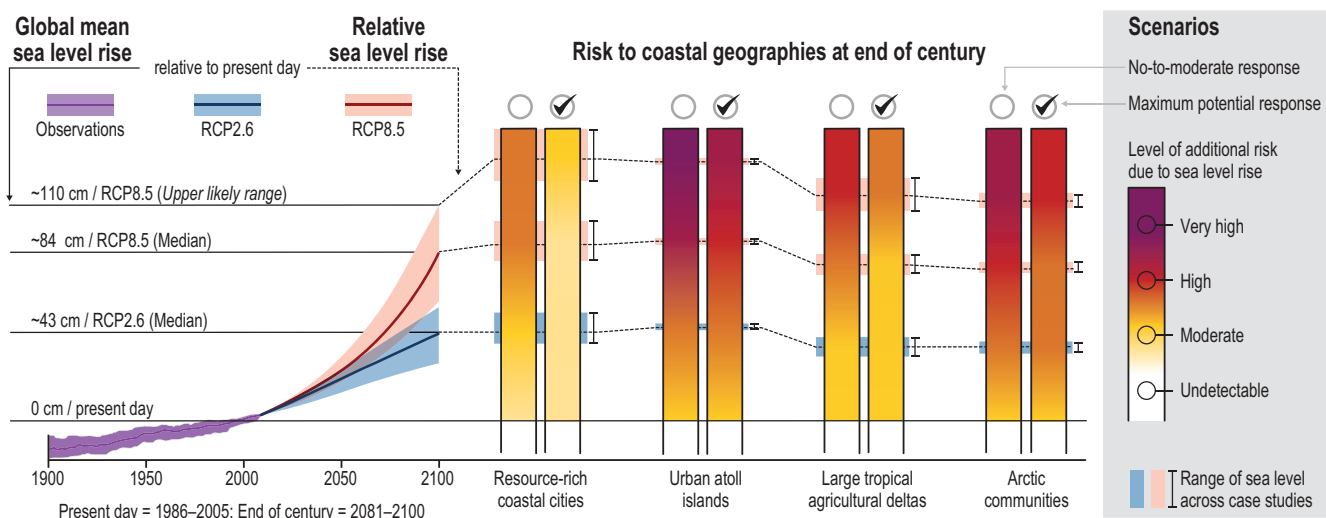 Global mean
sea level rise
Relative
sea level rise
relative to present day
Observations
RCP2.6
RCP8.5
~110 cm / RCP8.5 (Upper likely range)
~84 cm / RCP8.5 (Median)
~43 cm / RCP2.6 (Median)
0 cm / present day
1900
1950
2000
2050
2100
Present day = 1986–2005: End of century = 2081–2100
Risk to coastal geographies at end of century
Resource-rich
coastal cities
Urban atoll
islands
Large tropical
agricultural deltas
Arctic
communities
Scenarios
No-to-moderate response
Maximum potential response
Level of additional risk
due to sea level rise
Very high
High
Moderate
Undetectable
Range of sea level
across case studies